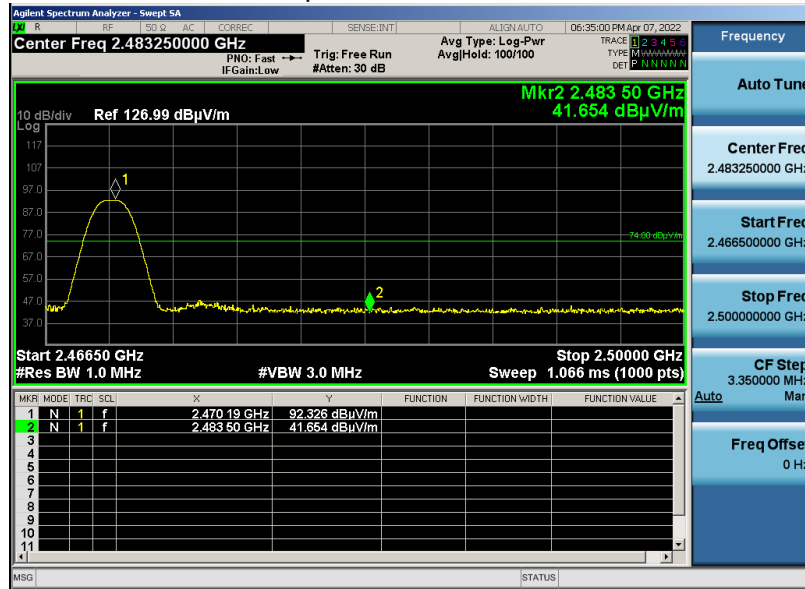 Agilent Spectrum Analyzer - Swept SA
LXI R RF 50 Ω AC CORREC SENSE:INT ALIGN AUTO 06:35:00 PM Apr 07, 2022
Center Freq 2.483250000 GHz
PNO: Fast
IFGain:Low
Trig: Free Run
#Atten: 30 dB
Avg Type: Log-Pwr
Avg|Hold: 100/100
TRACE 1 2 3 4 5 6
TYPE M
DET P N N N N N
Mkr2 2.483 50 GHz
41.654 dBµV/m
10 dB/div Ref 126.99 dBµV/m
Log
117
107
97.0
87.0
77.0
67.0
57.0
47.0
37.0
1
74.00 dBµV/m
2
Start 2.46650 GHz Stop 2.50000 GHz
#Res BW 1.0 MHz #VBW 3.0 MHz Sweep 1.066 ms (1000 pts)
MKR MODE TRC SCL X Y FUNCTION FUNCTION WIDTH FUNCTION VALUE
1 N 1 f 2.470 19 GHz 92.326 dBµV/m
2 N 1 f 2.483 50 GHz 41.654 dBµV/m
3
4
5
6
7
8
9
10
11
MSG STATUS
Frequency
Auto Tune
Center Freq
2.483250000 GHz
Start Freq
2.466500000 GHz
Stop Freq
2.500000000 GHz
CF Step
3.350000 MHz
Auto Man
Freq Offset
0 Hz